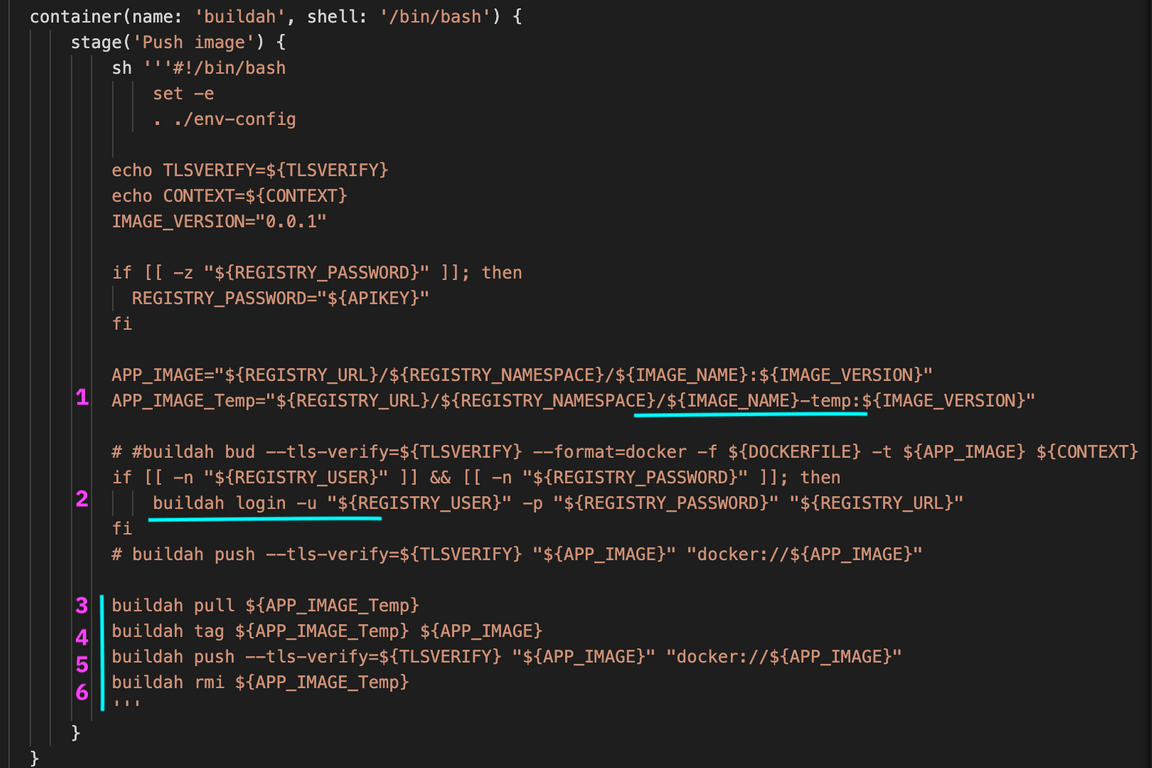 container(name: 'buildah', shell: '/bin/bash') {
stage('Push image') {
sh '''#!/bin/bash
set -e
. ./env-config
echo TLSVERIFY=${TLSVERIFY}
echo CONTEXT=${CONTEXT}
IMAGE_VERSION="0.0.1"
if [[ -z "${REGISTRY_PASSWORD}" ]]; then
REGISTRY_PASSWORD="${APIKEY}"
fi
APP_IMAGE="${REGISTRY_URL}/${REGISTRY_NAMESPACE}/${IMAGE_NAME}:${IMAGE_VERSION}"
1 APP_IMAGE_Temp="${REGISTRY_URL}/${REGISTRY_NAMESPACE}/${IMAGE_NAME}-temp:${IMAGE_VERSION}"
# #buildah bud --tls-verify=${TLSVERIFY} --format=docker -f ${DOCKERFILE} -t ${APP_IMAGE} ${CONTEXT}
if [[ -n "${REGISTRY_USER}" ]] && [[ -n "${REGISTRY_PASSWORD}" ]]; then
2 buildah login -u "${REGISTRY_USER}" -p "${REGISTRY_PASSWORD}" "${REGISTRY_URL}"
fi
# buildah push --tls-verify=${TLSVERIFY} "${APP_IMAGE}" "docker://${APP_IMAGE}"
3 buildah pull ${APP_IMAGE_Temp}
4 buildah tag ${APP_IMAGE_Temp} ${APP_IMAGE}
5 buildah push --tls-verify=${TLSVERIFY} "${APP_IMAGE}" "docker://${APP_IMAGE}"
6 buildah rmi ${APP_IMAGE_Temp}
'''
}
}